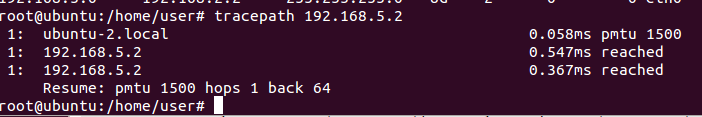 root@ubuntu:/home/user# tracepath 192.168.5.2
1: ubuntu-2.local 0.058ms pmtu 1500
1: 192.168.5.2 0.547ms reached
1: 192.168.5.2 0.367ms reached
Resume: pmtu 1500 hops 1 back 64
root@ubuntu:/home/user#